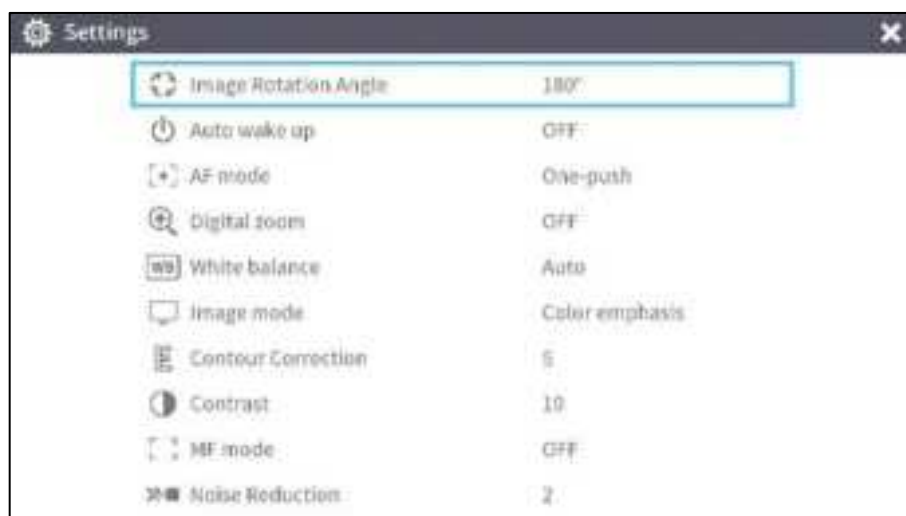 Settings
Image Rotation Angle 180°
Auto wake up OFF
AF mode One-push
Digital zoom OFF
WB White balance Auto
Image mode Color emphasis
Contour Correction 5
Contrast 10
MF mode OFF
Noise Reduction 2